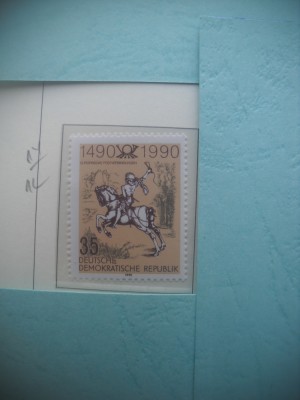 1490 1990
35
DEUTSCHE
DEMOKRATISCHE REPUBLIK